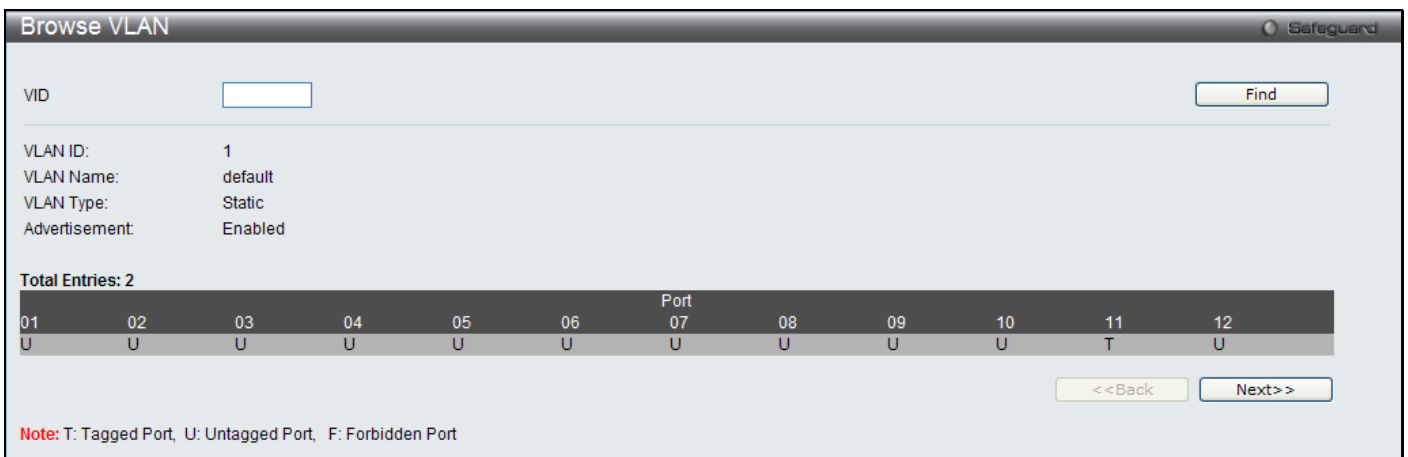 Browse VLAN Safeguard
VID Find
VLAN ID: 1
VLAN Name: default
VLAN Type: Static
Advertisement: Enabled
Total Entries: 2
Port
01 02 03 04 05 06 07 08 09 10 11 12
U U U U U U U U U U T U
<<Back Next>>
Note: T: Tagged Port, U: Untagged Port, F: Forbidden Port